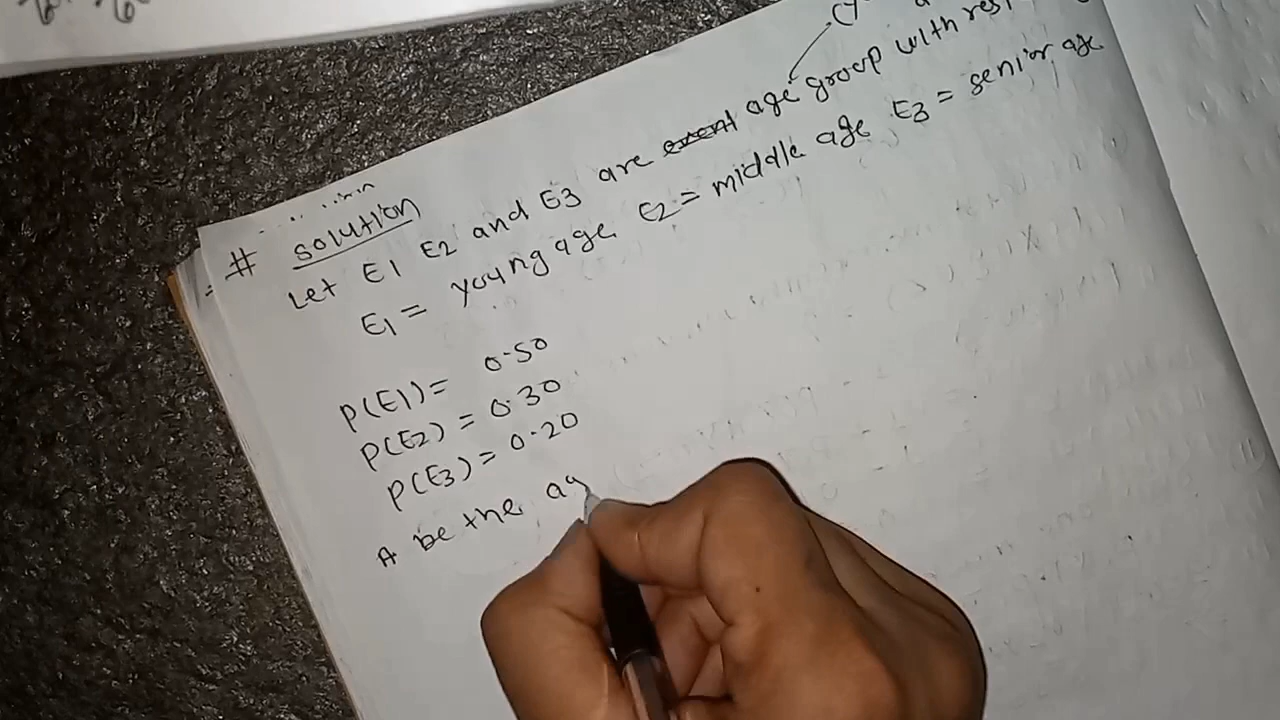 # solution
Let E1 E2 and E3 are event age group with res
E1 = young age E2 = middle age E3 = senior age
P(E1) = 0.50
P(E2) = 0.30
P(E3) = 0.20
A be the ag